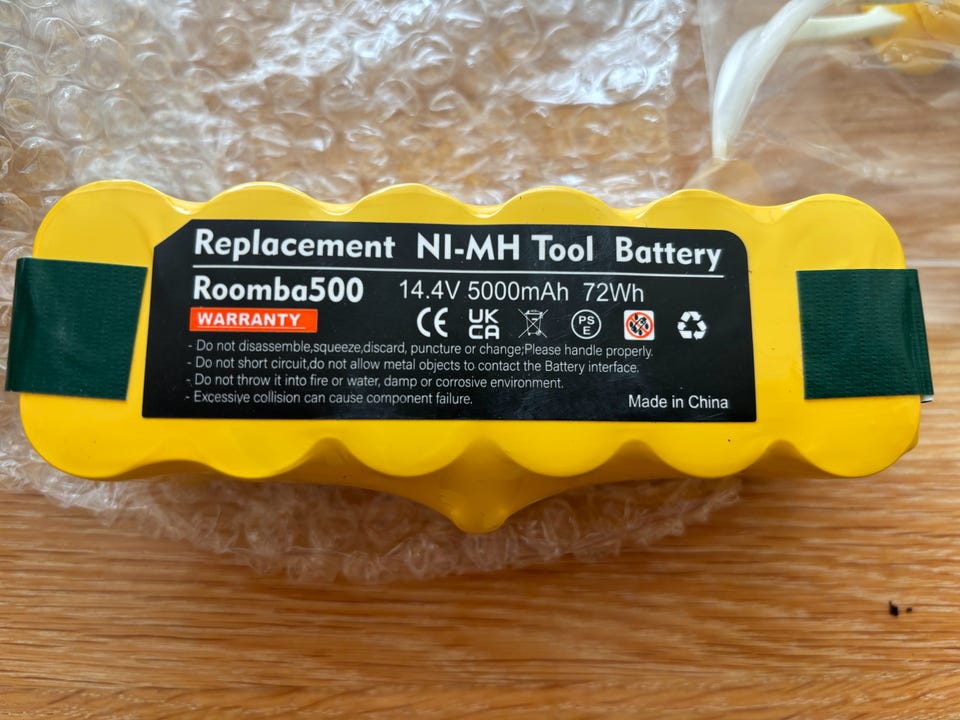 Replacement NI-MH Tool Battery
Roomba500 14.4V 5000mAh 72Wh
WARRANTY CE UK CA PS E
- Do not disassemble,squeeze,discard, puncture or change;Please handle properly.
- Do not short circuit,do not allow metal objects to contact the Battery interface.
- Do not throw it into fire or water, damp or corrosive environment.
- Excessive collision can cause component failure.
Made in China